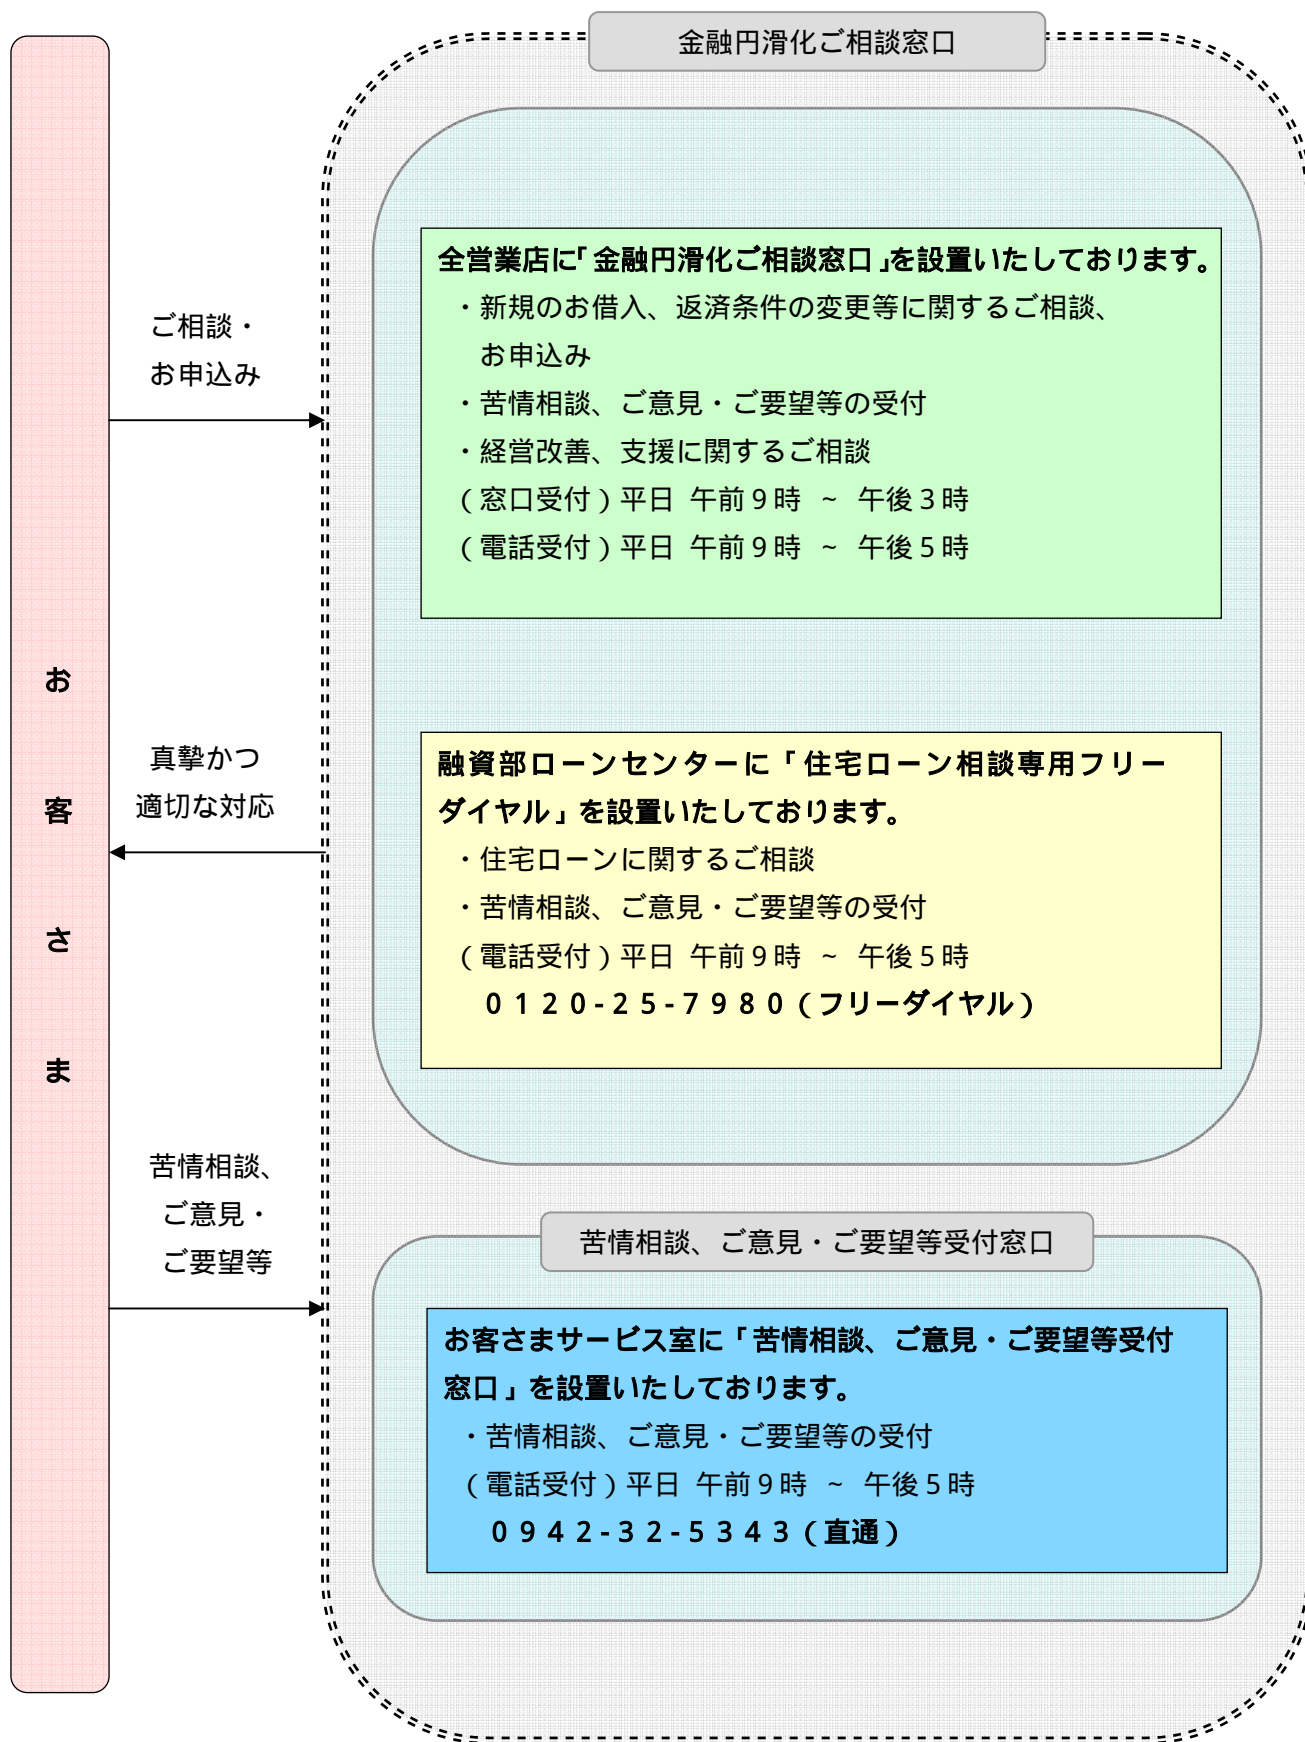 金融円滑化ご相談窓口
全営業店に「金融円滑化ご相談窓口」を設置いたしております。
・新規のお借入、返済条件の変更等に関するご相談、
お申込み
・苦情相談、ご意見・ご要望等の受付
・経営改善、支援に関するご相談
（窓口受付）平日 午前９時 ~ 午後３時
（電話受付）平日 午前９時 ~ 午後５時
ご相談・
お申込み
お客さま
真摯かつ
適切な対応
融資部ローンセンターに「住宅ローン相談専用フリー
ダイヤル」を設置いたしております。
・住宅ローンに関するご相談
・苦情相談、ご意見・ご要望等の受付
（電話受付）平日 午前９時 ~ 午後５時
０１２０-２５-７９８０（フリーダイヤル）
苦情相談、
ご意見・
ご要望等
苦情相談、ご意見・ご要望等受付窓口
お客さまサービス室に「苦情相談、ご意見・ご要望等受付
窓口」を設置いたしております。
・苦情相談、ご意見・ご要望等の受付
（電話受付）平日 午前９時 ~ 午後５時
０９４２-３２-５３４３（直通）